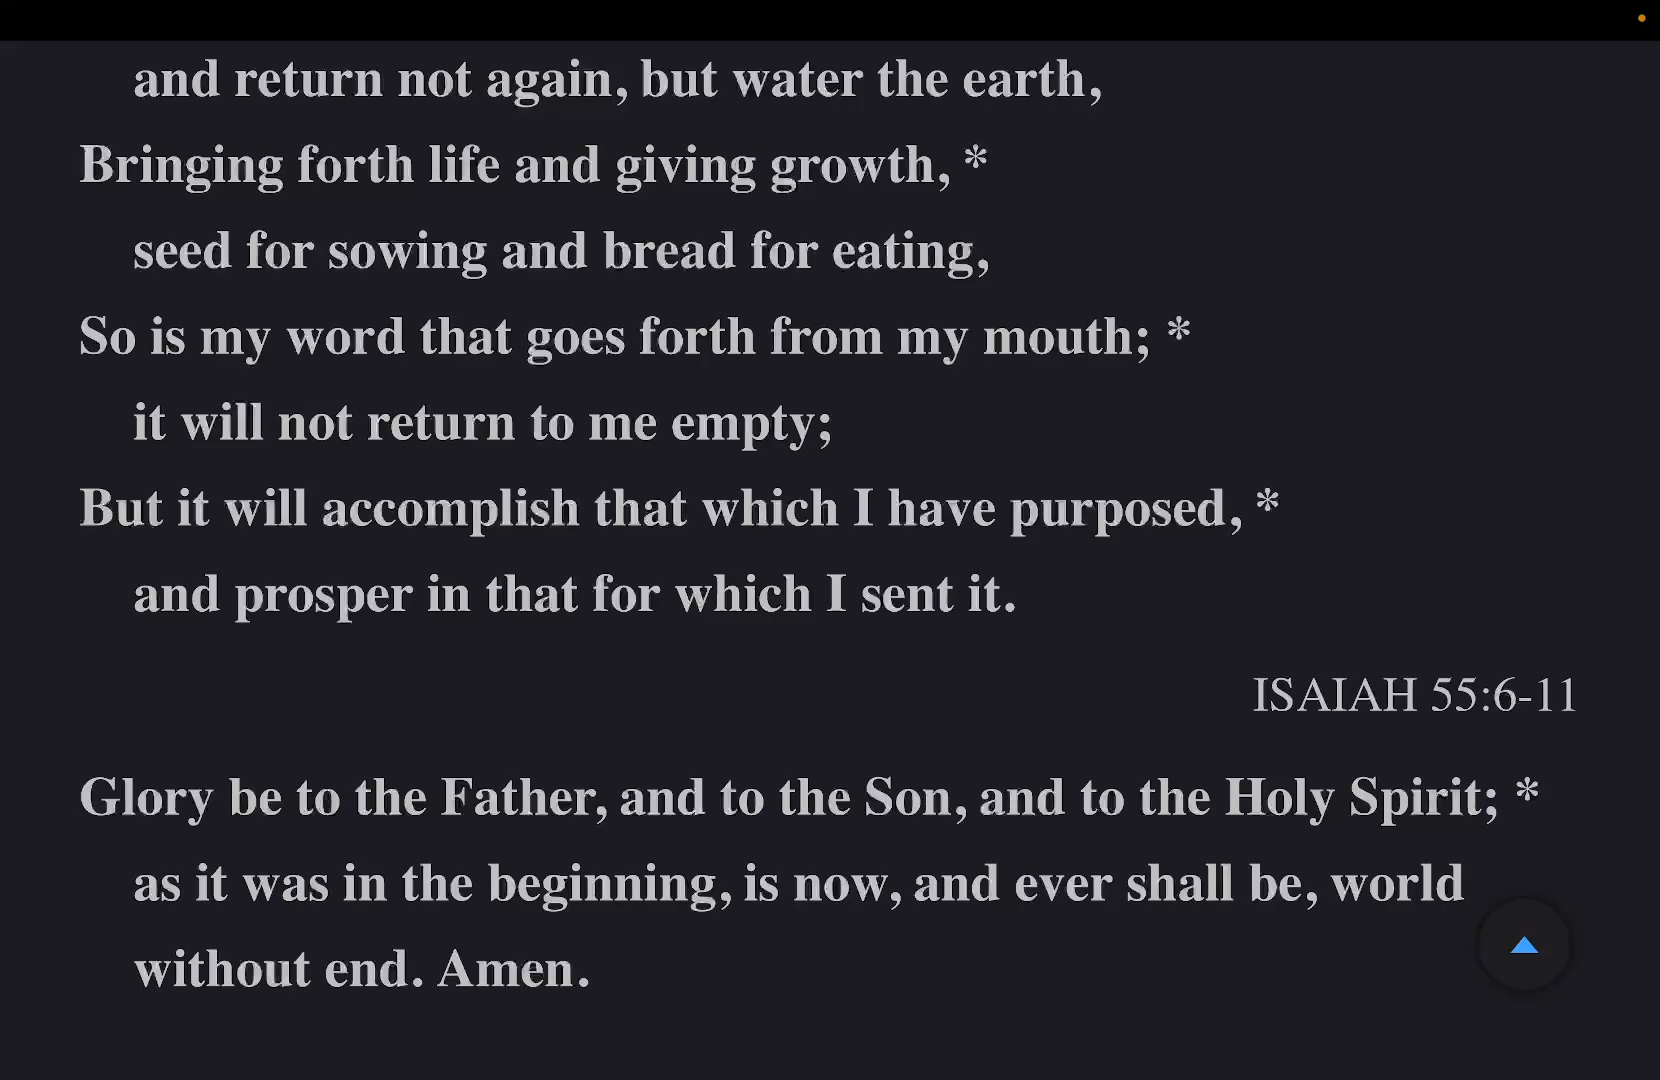 and return not again, but water the earth,
Bringing forth life and giving growth, *
seed for sowing and bread for eating,
So is my word that goes forth from my mouth; *
it will not return to me empty;
But it will accomplish that which I have purposed, *
and prosper in that for which I sent it.
ISAIAH 55:6-11
Glory be to the Father, and to the Son, and to the Holy Spirit; *
as it was in the beginning, is now, and ever shall be, world
without end. Amen.